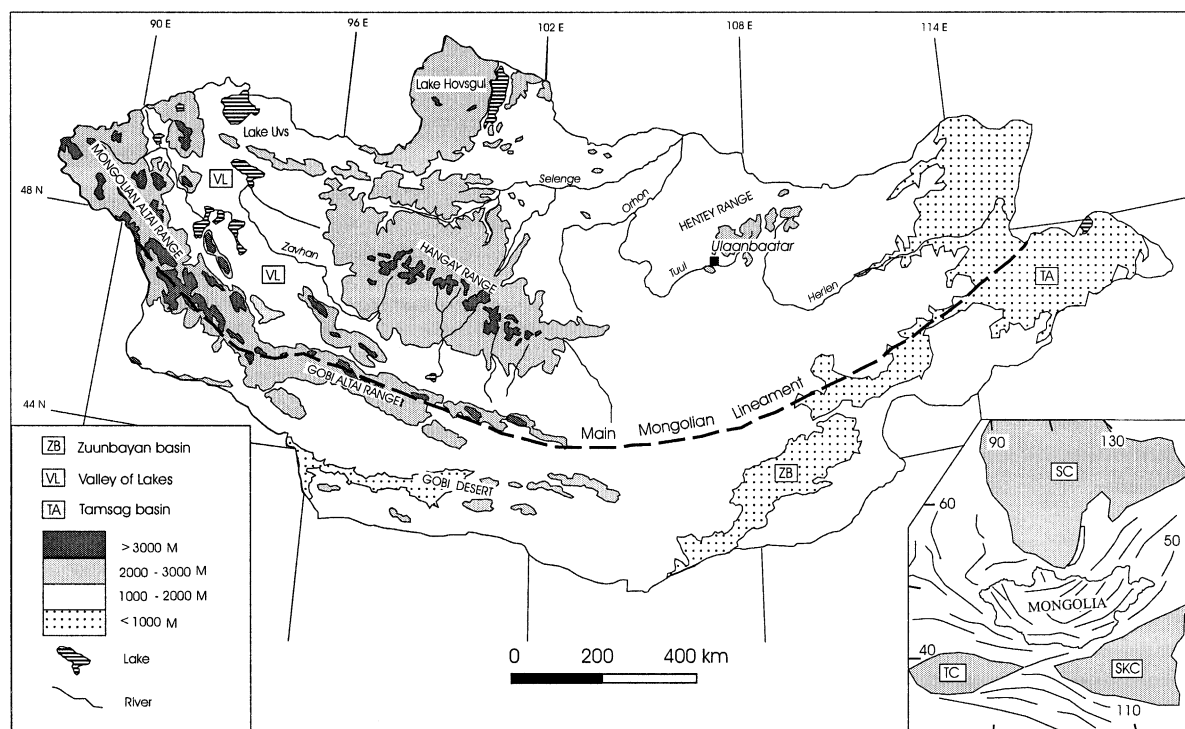 90 E
96 E
102 E
108 E
114 E
Lake Hovsgul
Lake Uvs
MONGOLIAN ALTAI RANGE
VL
48 N
Selenge
Orhon
HENTEY RANGE
Ulaanbaatar
Tuul
Zavhan
HANGAY RANGE
VL
Herlen
TA
GOBI ALTAI RANGE
44 N
Main Mongolian Lineament
ZB
GOBI DESERT
ZB Zuunbayan basin
VL Valley of Lakes
TA Tamsag basin
> 3000 M
2000 - 3000 M
1000 - 2000 M
< 1000 M
Lake
River
0 200 400 km
90
130
SC
60
50
MONGOLIA
40
TC
SKC
110